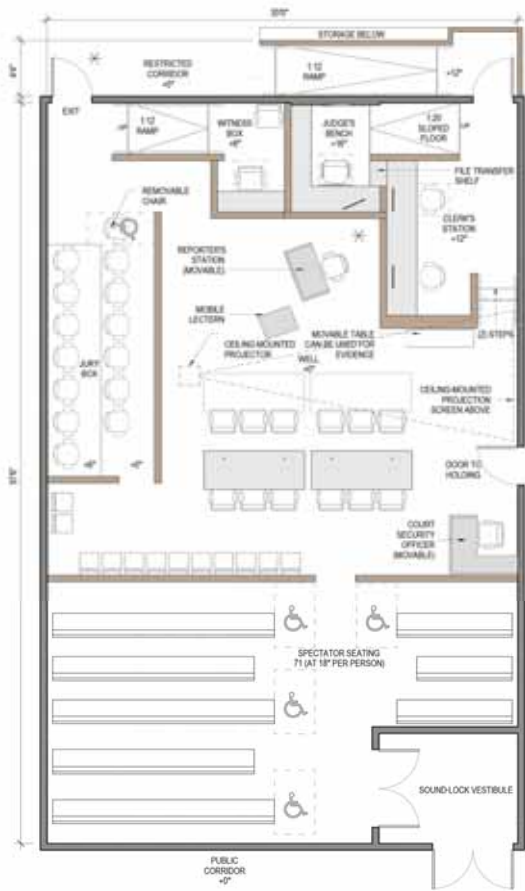 STORAGE BELOW
RESTRICTED
CORRIDOR
+0"
1:12
RAMP
+12"
EXIT
1:12
RAMP
UP
WITNESS
BOX
+6"
JUDGE'S
BENCH
1:20
SLOPED
FLOOR
UP
FILE TRANSFER
SHELF
REMOVABLE
CHAIR
CLERK'S
STATION
+12"
REPORTER'S
STATION
(MOVABLE)
MOBILE
LECTERN
CEILING-MOUNTED
PROJECTOR
MOVABLE TABLE
CAN BE USED FOR
EVIDENCE
WELL
+0"
(2) STEPS
JURY
BOX
CEILING-MOUNTED
PROJECTION
SCREEN ABOVE
DOOR TO
HOLDING
COURT
SECURITY
OFFICER
(MOVABLE)
SPECTATOR SEATING
71 (AT 18" PER PERSON)
SOUND-LOCK VESTIBULE
PUBLIC
CORRIDOR
+0"